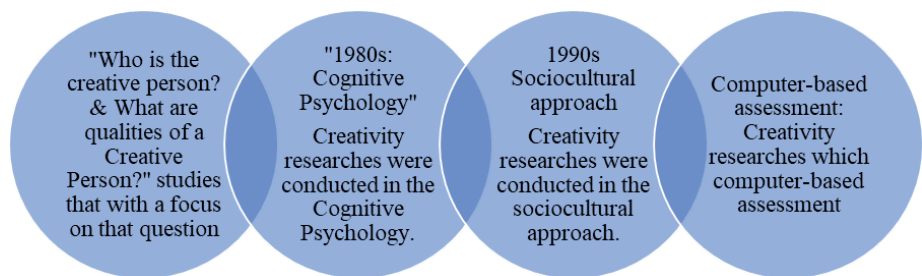 "Who is the
creative person?
& What are
qualities of a
Creative
Person?" studies
that with a focus
on that question
"1980s:
Cognitive
Psychology"
Creativity
researches were
conducted in the
Cognitive
Psychology.
1990s
Sociocultural
approach
Creativity
researches were
conducted in the
sociocultural
approach.
Computer-based
assessment:
Creativity
researches which
computer-based
assessment